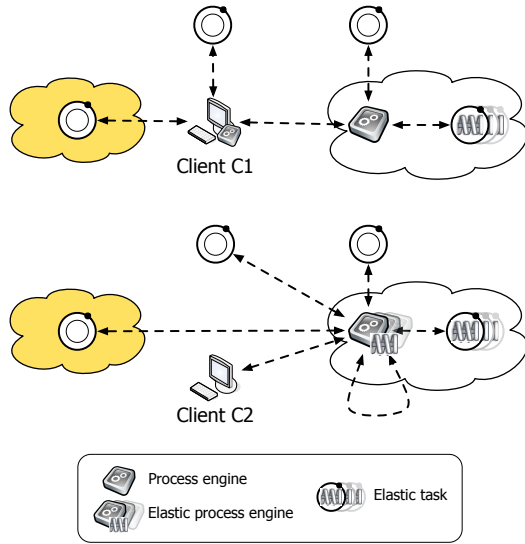 Client C1
Client C2
Process engine
Elastic process engine
Elastic task